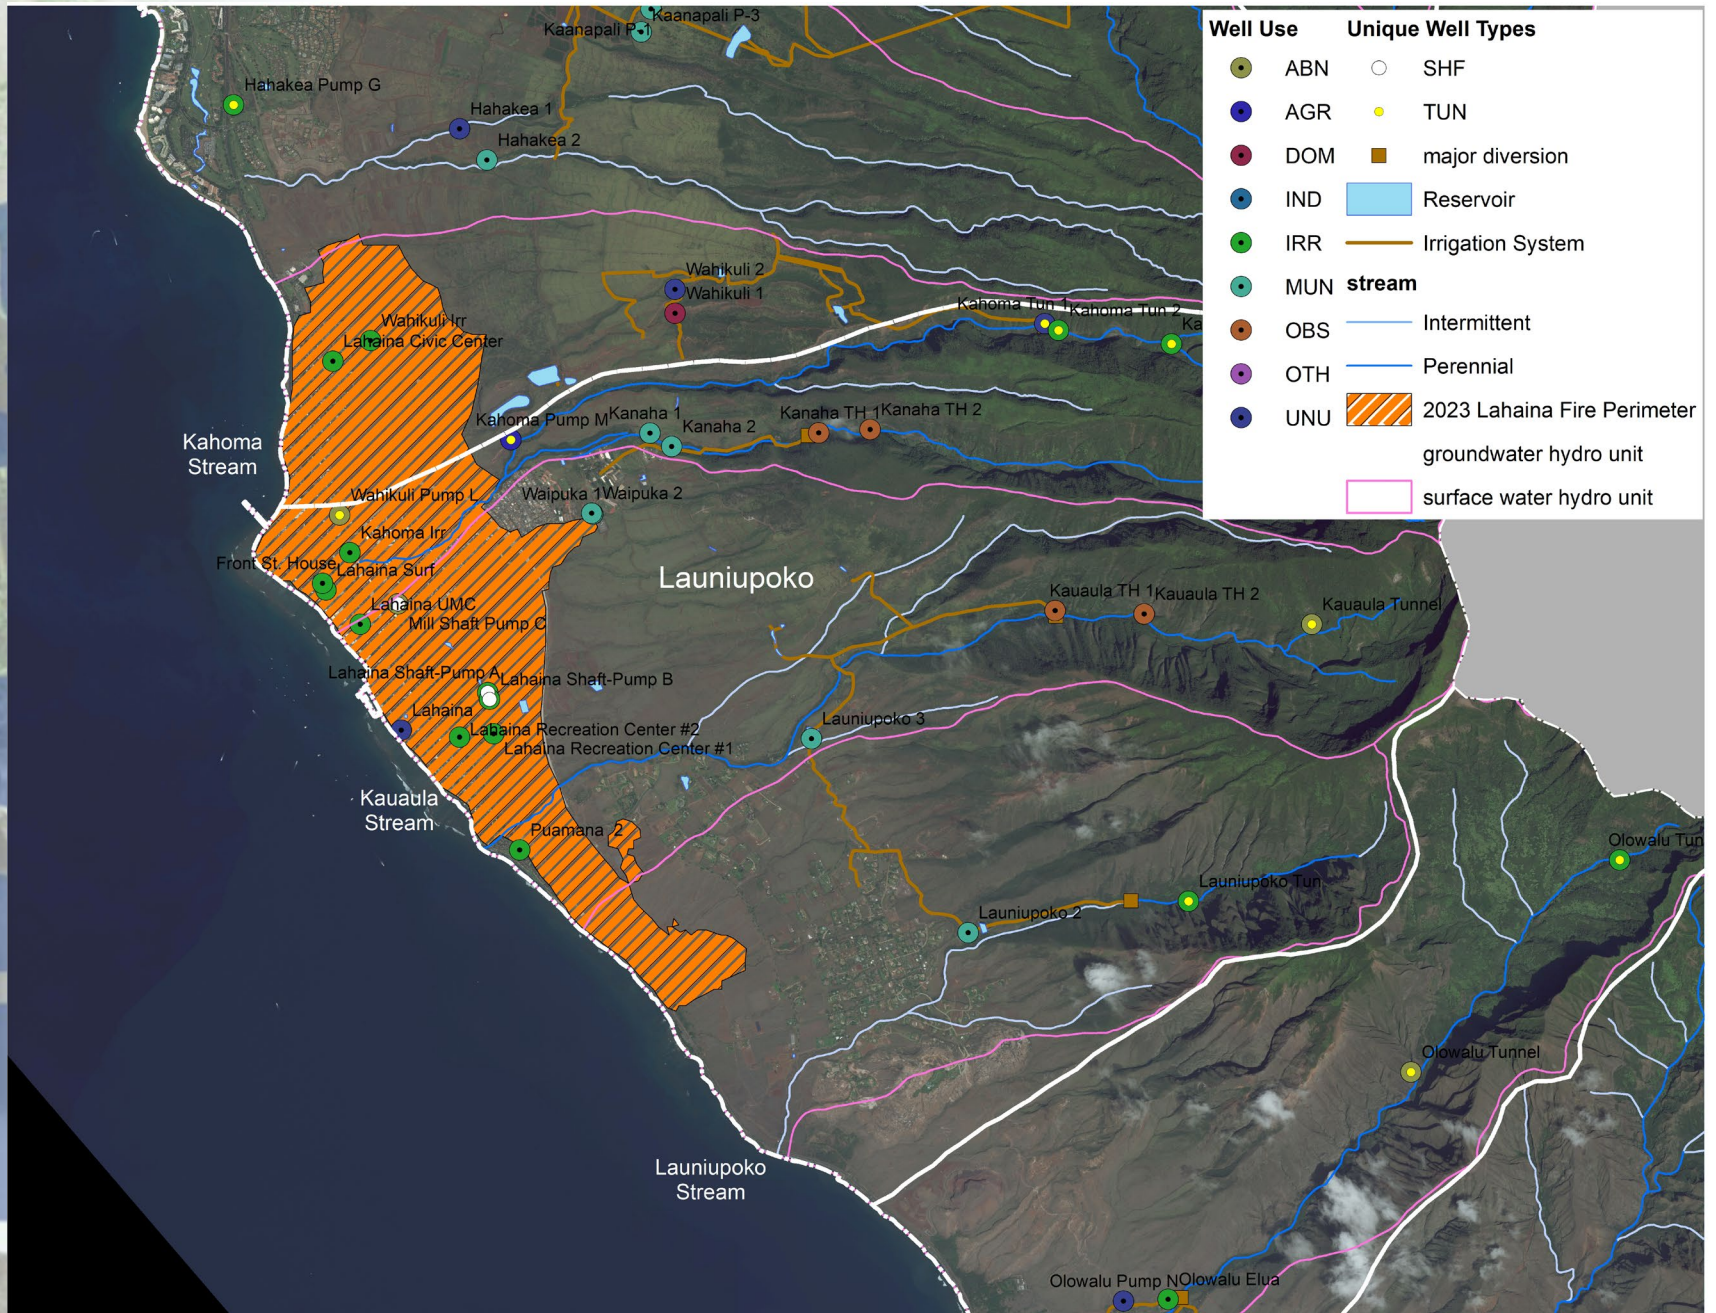 Kaanapali P-3
Kaanapali P-1
Hahakea Pump G
Hahakea 1
Hahakea 2
Wahikuli 2
Wahikuli 1
Kahoma Tun 1
Kahoma Tun 2
Ka
Wahikuli Irr
Lahaina Civic Center
Kahoma
Stream
Kahoma Pump M
Kanaha 1
Kanaha 2
Kanaha TH 1
Kanaha TH 2
Wahikuli Pump L
Waipuka 1
Waipuka 2
Kahoma Irr
Front St. House
Lahaina Surf
Launiupoko
Lahaina UMC
Mill Shaft Pump C
Kauaula TH 1
Kauaula TH 2
Kauaula Tunnel
Lahaina Shaft-Pump A
Lahaina Shaft-Pump B
Lahaina
Lahaina Recreation Center #2
Lahaina Recreation Center #1
Launiupoko 3
Kauaula
Stream
Puamana 2
Olowalu Tun
Launiupoko Tun
Launiupoko 2
Olowalu Tunnel
Launiupoko
Stream
Olowalu Pump N
Olowalu Elua
Well Use
ABN
AGR
DOM
IND
IRR
MUN
OBS
OTH
UNU
Unique Well Types
SHF
TUN
major diversion
Reservoir
Irrigation System
stream
Intermittent
Perennial
2023 Lahaina Fire Perimeter
groundwater hydro unit
surface water hydro unit